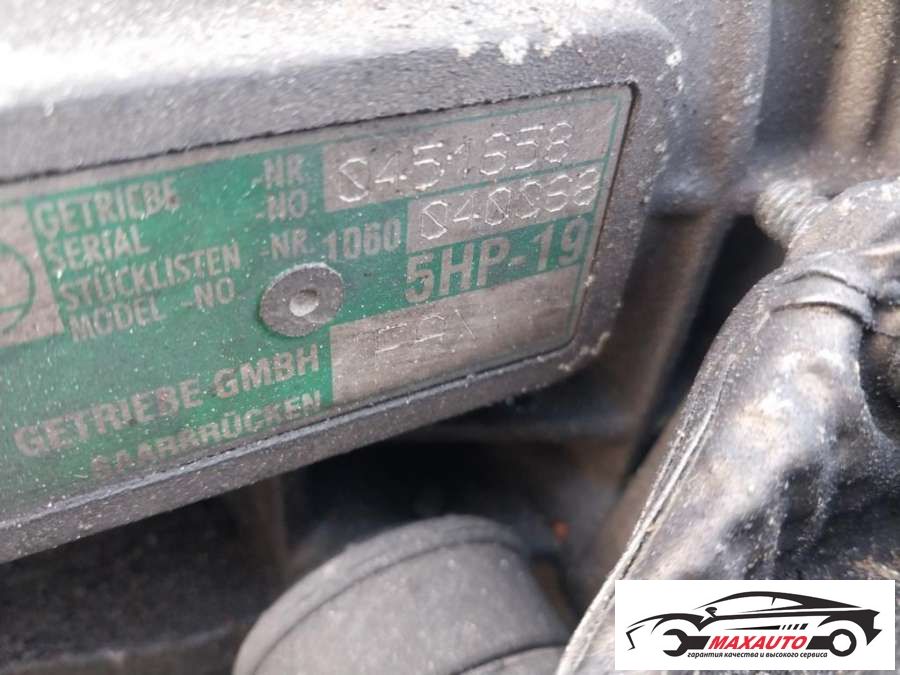 GETRIEBE -NR 0451658
SERIAL -NO
STÜCKLISTEN -NR 1060 040068
MODEL -NO 5HP-19
GETRIEBE-GMBH
SAARBRÜCKEN
MAXAUTO
гарантия качества и высокого сервиса